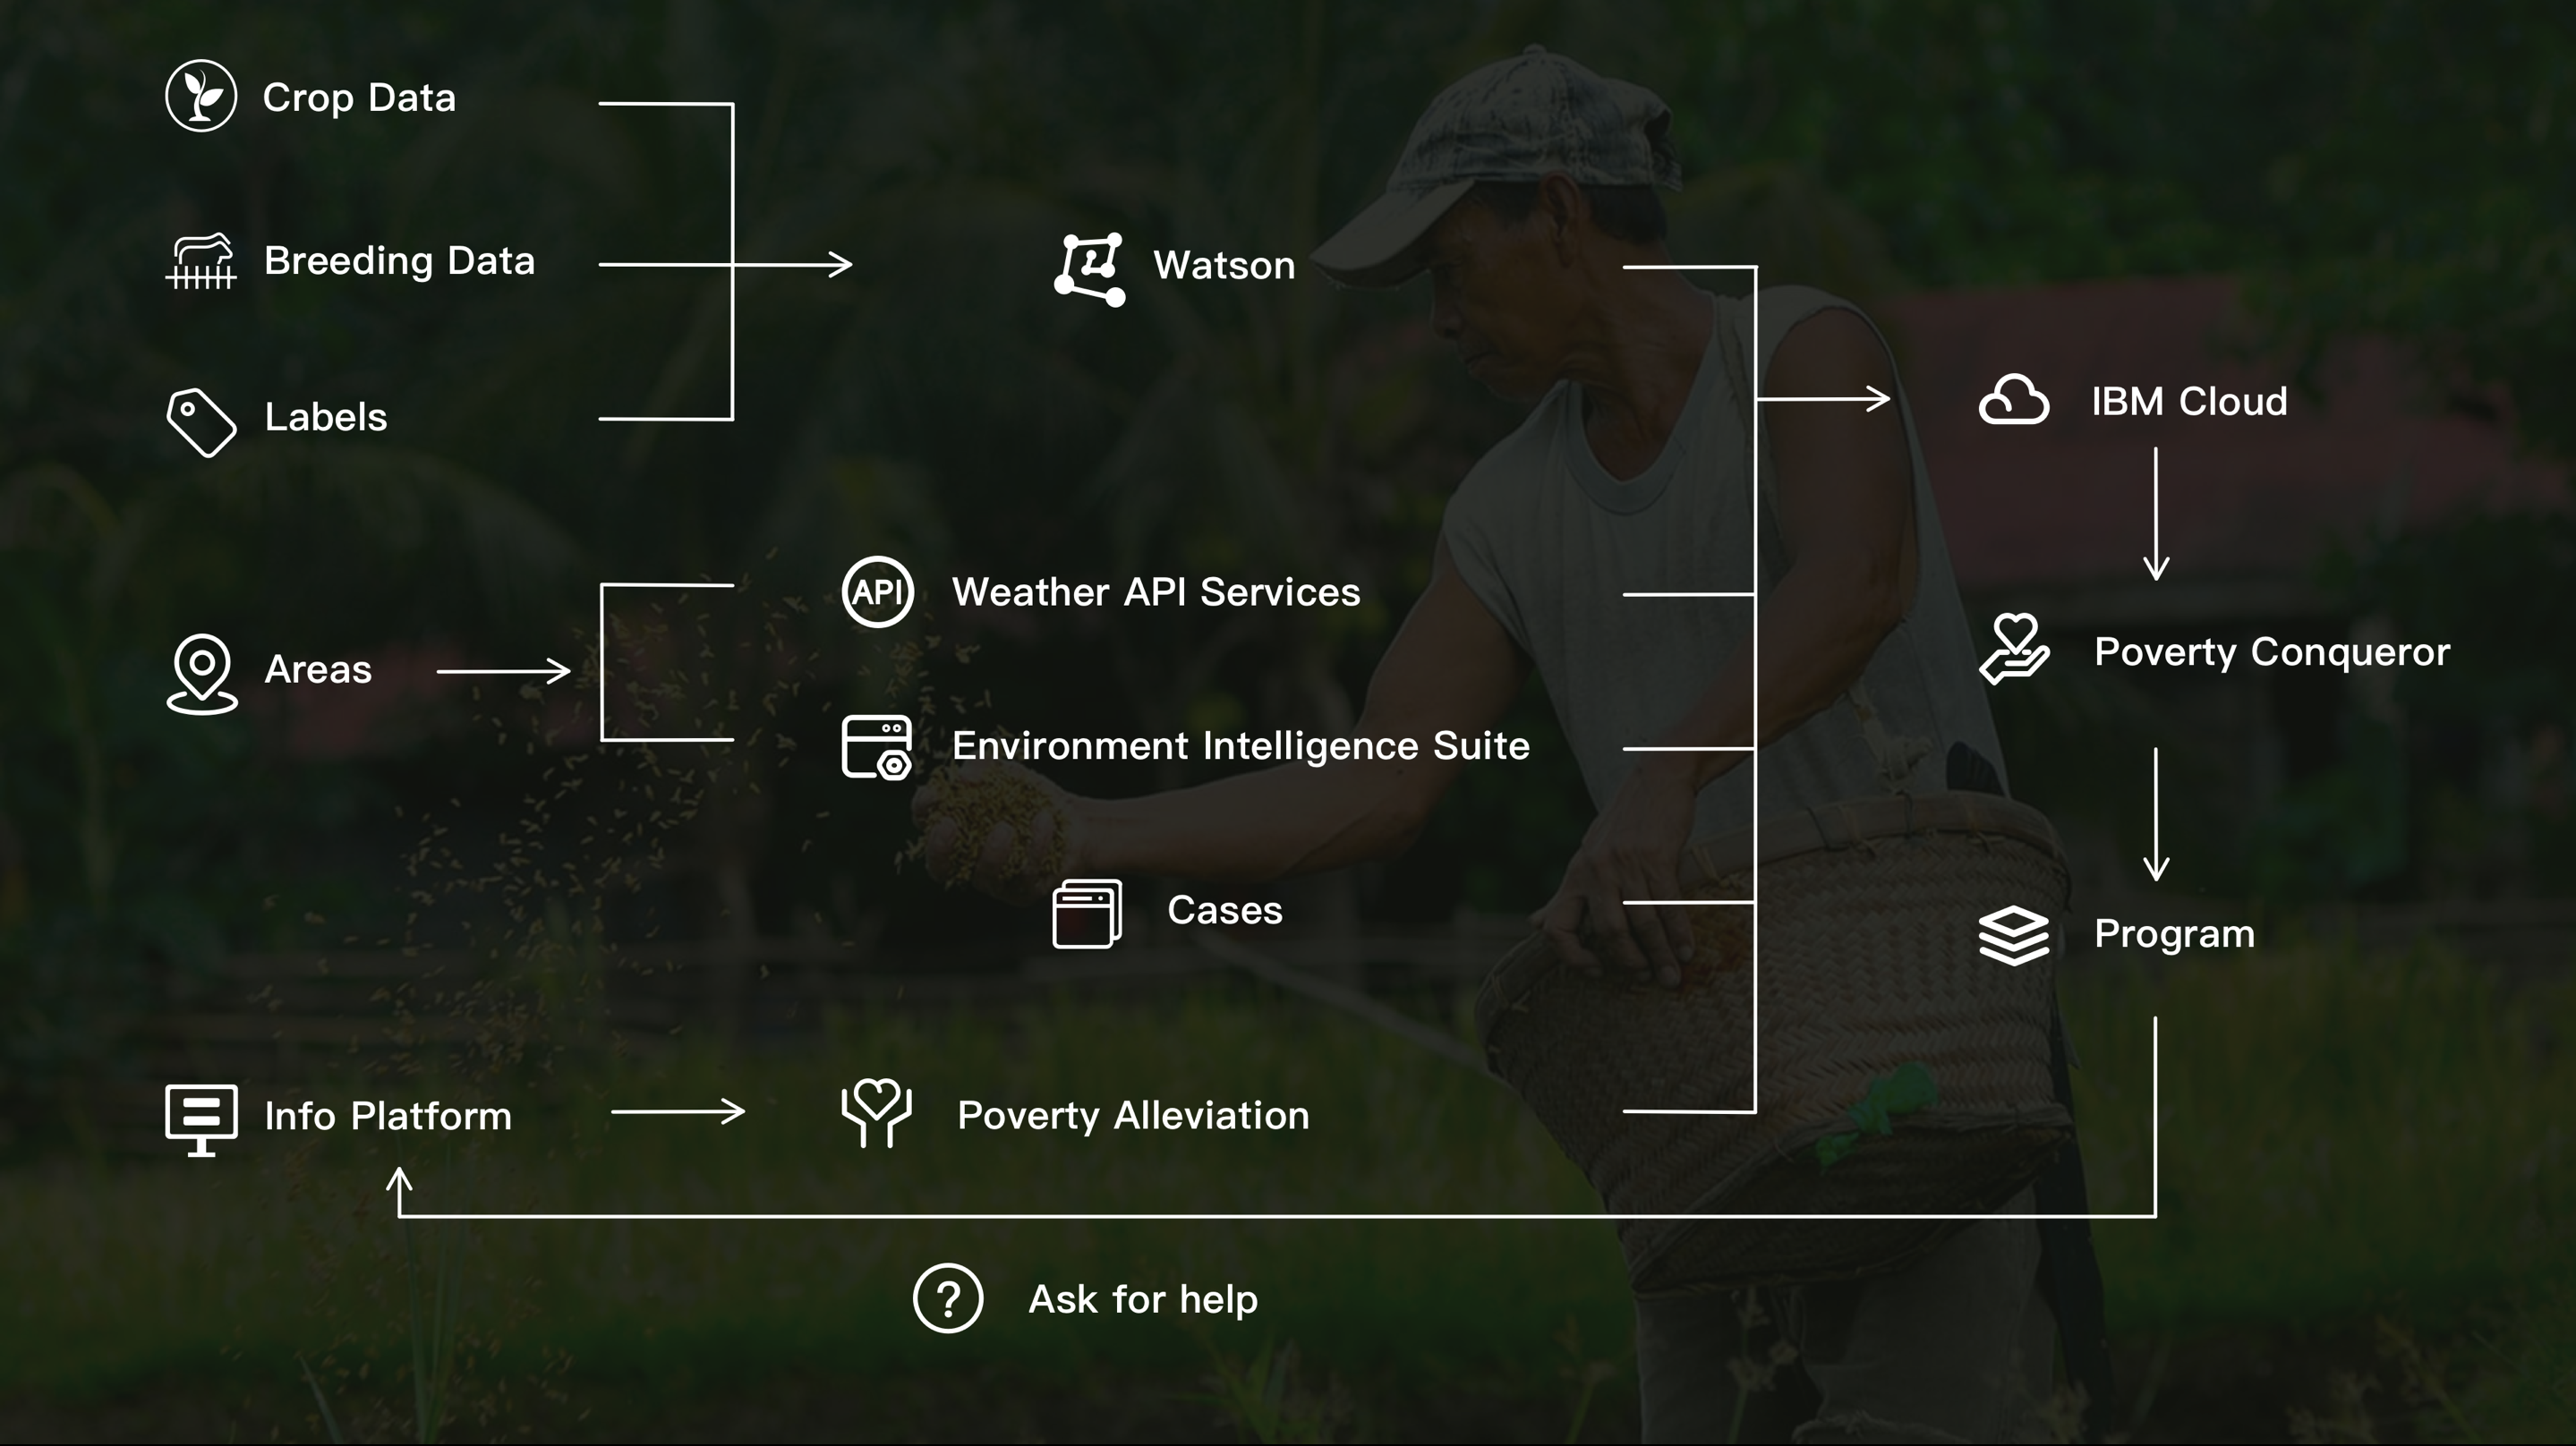 Crop Data
Breeding Data
Labels
Watson
IBM Cloud
API
Weather API Services
Areas
Environment Intelligence Suite
Poverty Conqueror
Cases
Program
Info Platform
Poverty Alleviation
?
Ask for help